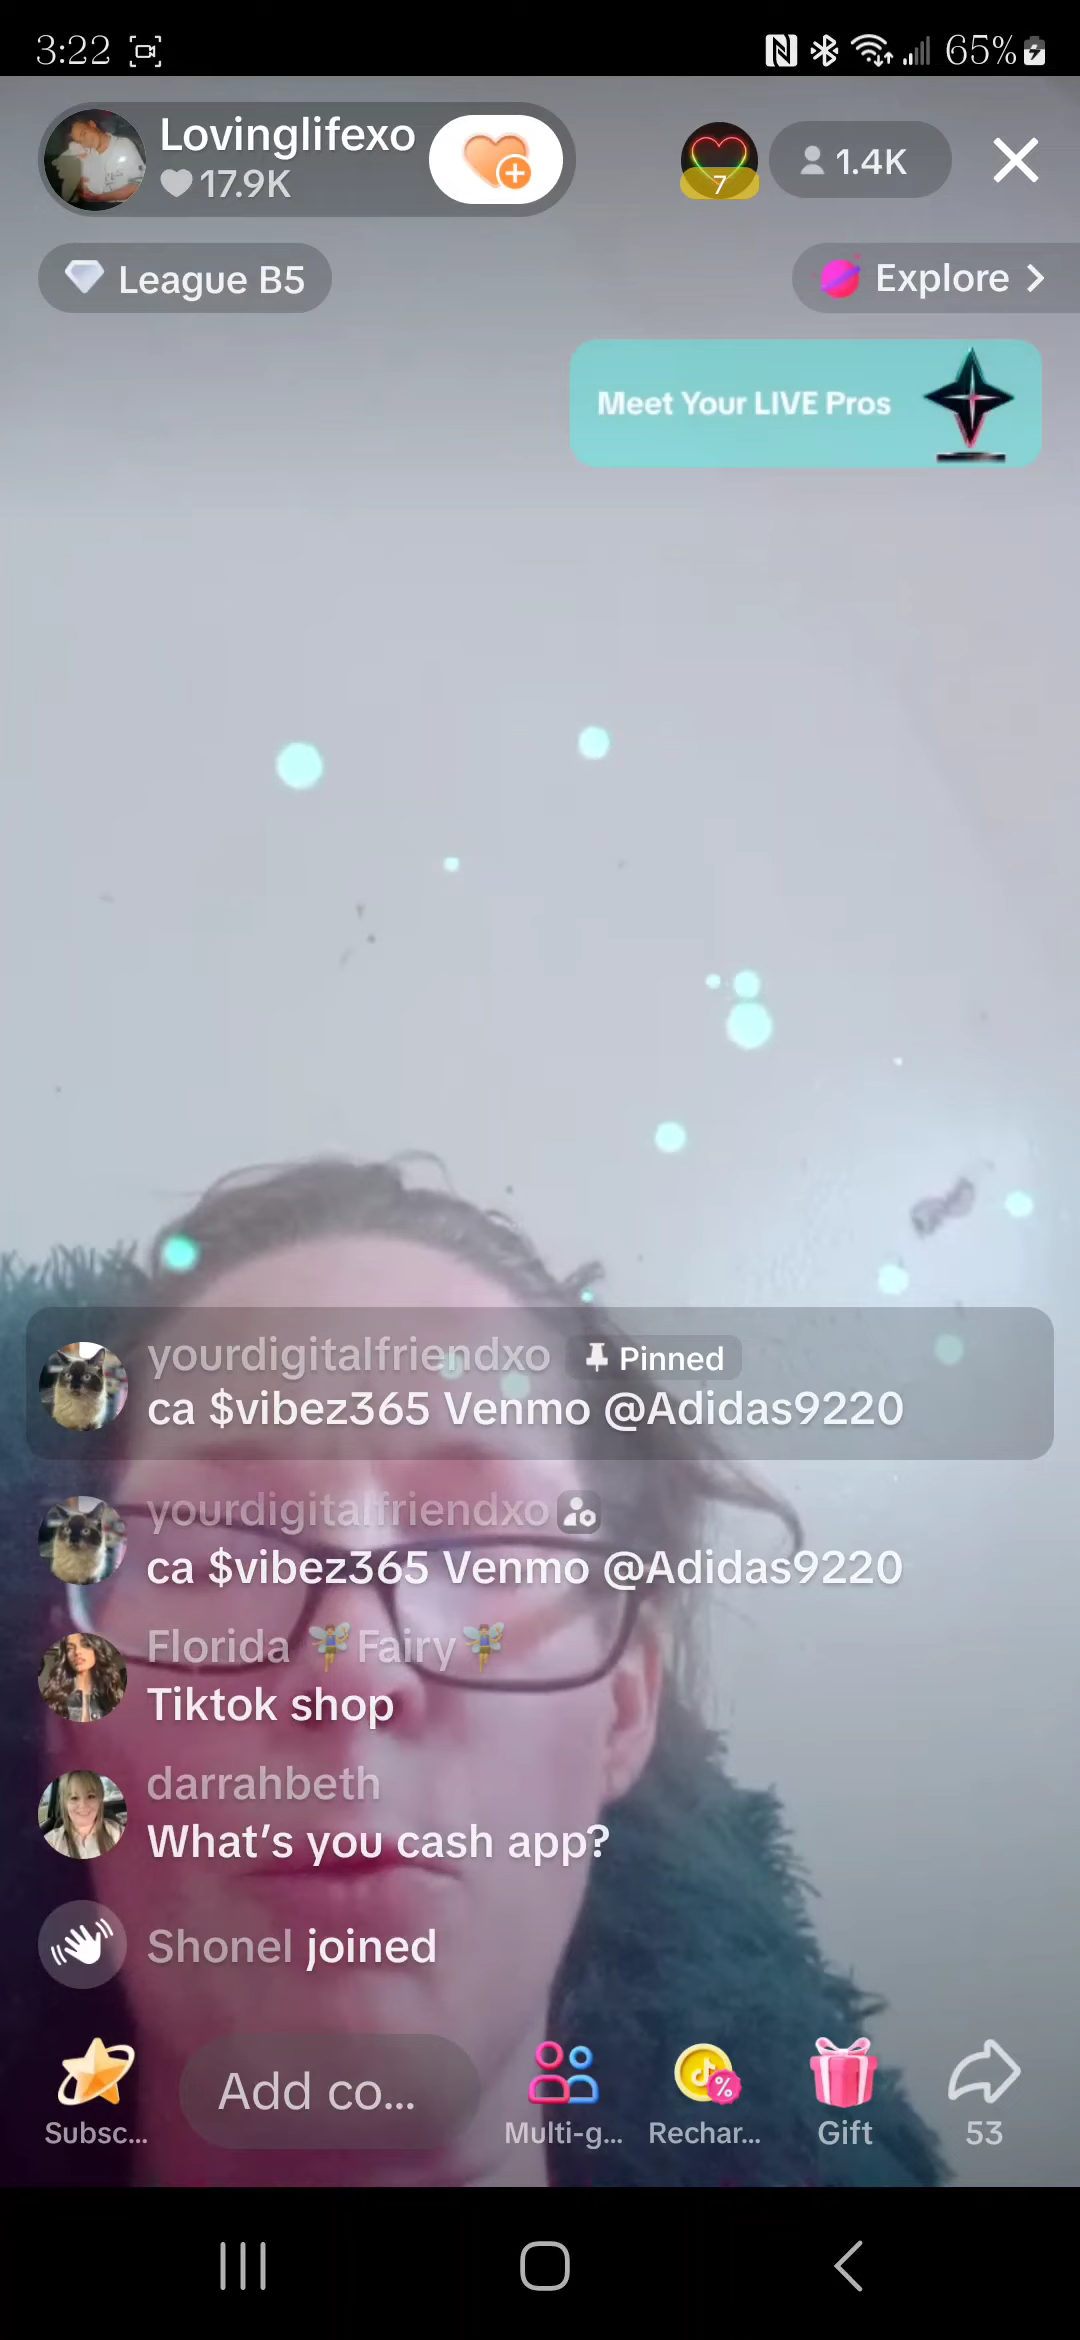 3:22
65%
Lovinglifexo
17.9K
7
1.4K
League B5
Explore
Meet Your LIVE Pros
yourdigitalfriendxo Pinned
ca $vibez365 Venmo @Adidas9220
yourdigitalfriendxo
ca $vibez365 Venmo @Adidas9220
Florida 🧚Fairy🧚
Tiktok shop
darrahbeth
What's you cash app?
Shonel joined
Add co...
Subsc...
Multi-g...
Rechar...
Gift
53